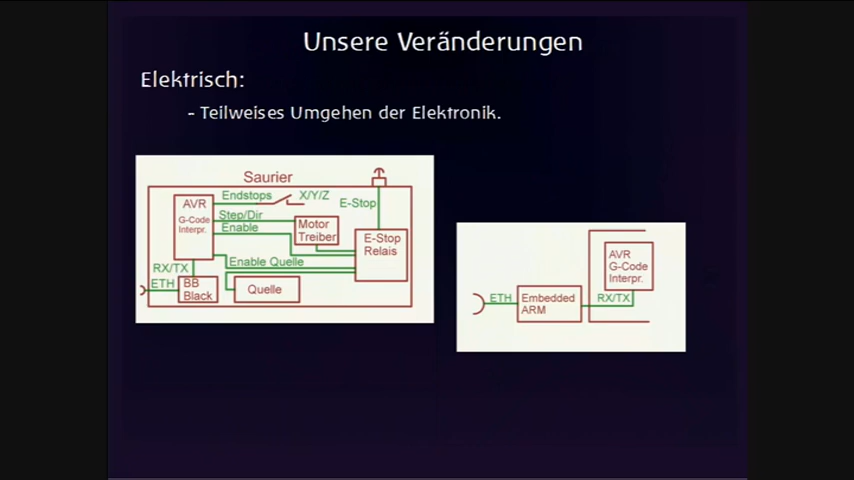 Unsere Veränderungen
Elektrisch:
- Teilweises Umgehen der Elektronik.
Saurier
AVR
G-Code
Interpr.
Endstops
X/Y/Z
E-Stop
Step/Dir
Enable
Motor
Treiber
E-Stop
Relais
Enable Quelle
RX/TX
ETH
BB
Black
Quelle
AVR
G-Code
Interpr.
ETH
Embedded
ARM
RX/TX